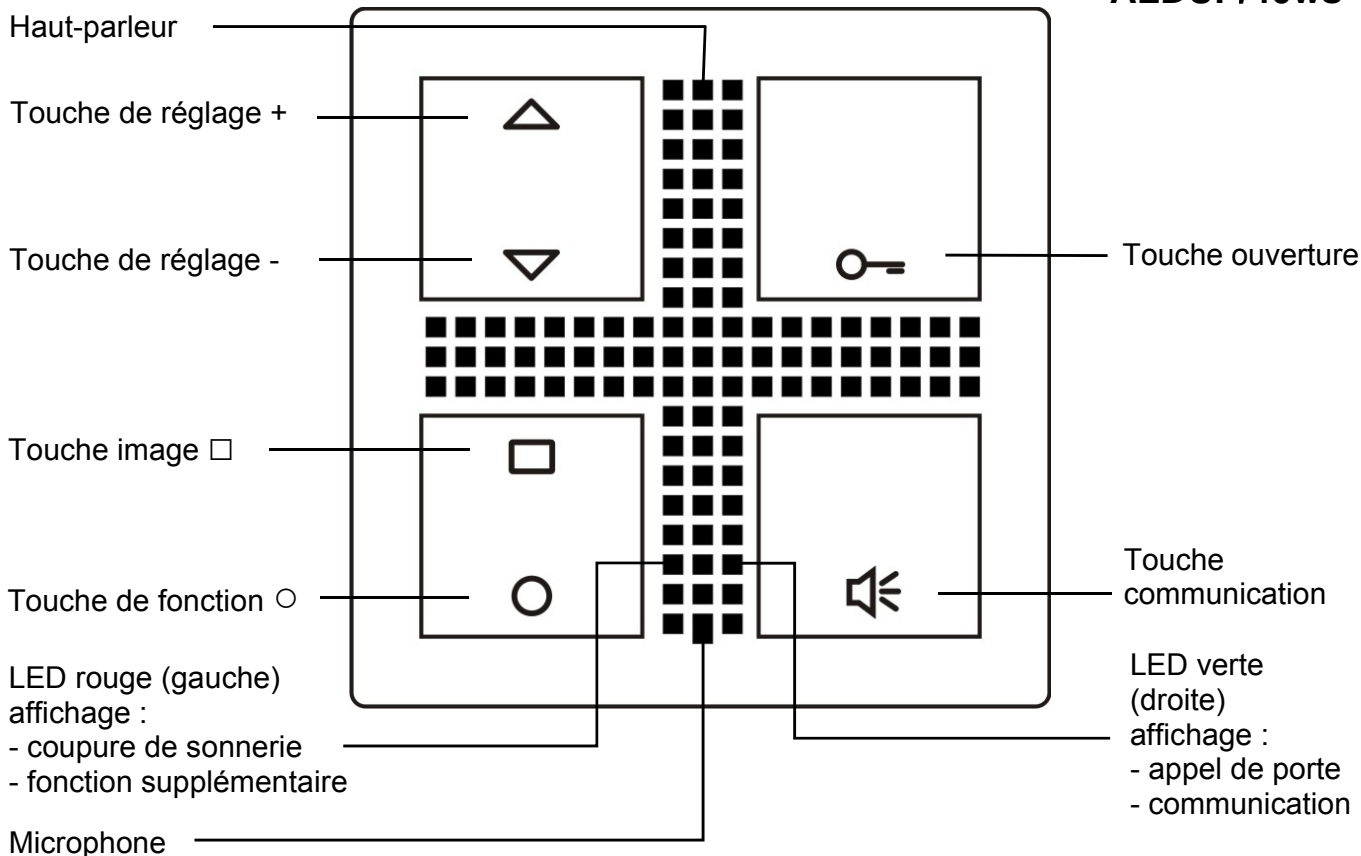 Haut-parleur
Touche de réglage +
Touche de réglage -
Touche ouverture
Touche image □
Touche de fonction ○
Touche
communication
LED rouge (gauche)
affichage :
- coupure de sonnerie
- fonction supplémentaire
LED verte
(droite)
affichage :
- appel de porte
- communication
Microphone